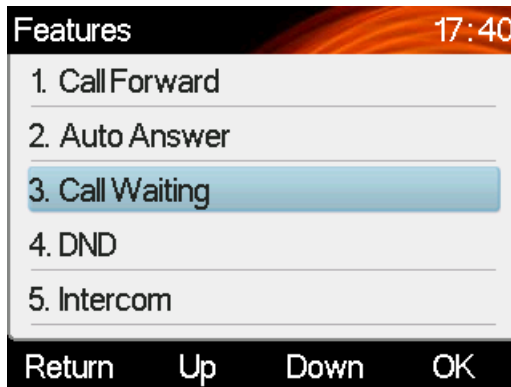 Features 17:40
1. Call Forward
2. Auto Answer
3. Call Waiting
4. DND
5. Intercom
Return Up Down OK